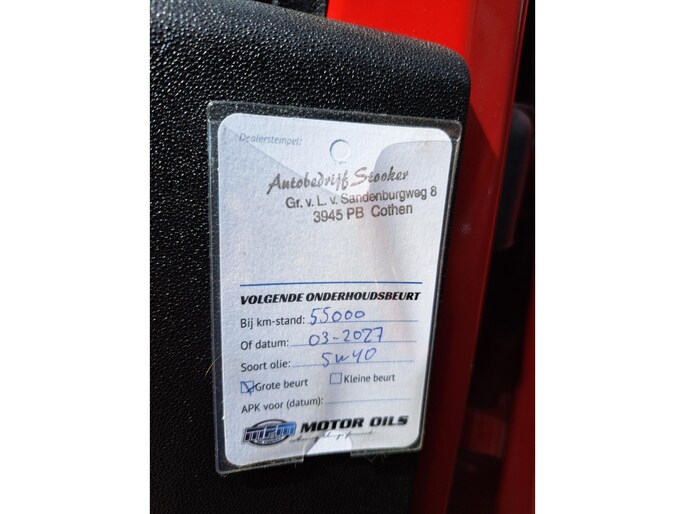 Dealerstempel:
Autobedrijf Stooker
Gr. v. L. v. Sandenburgweg 8
3945 PB Cothen
VOLGENDE ONDERHOUDSBEURT
Bij km-stand: 55000
Of datum: 03-2027
Soort olie: 5w40
Grote beurt Kleine beurt
APK voor (datum):
MOTOR OILS